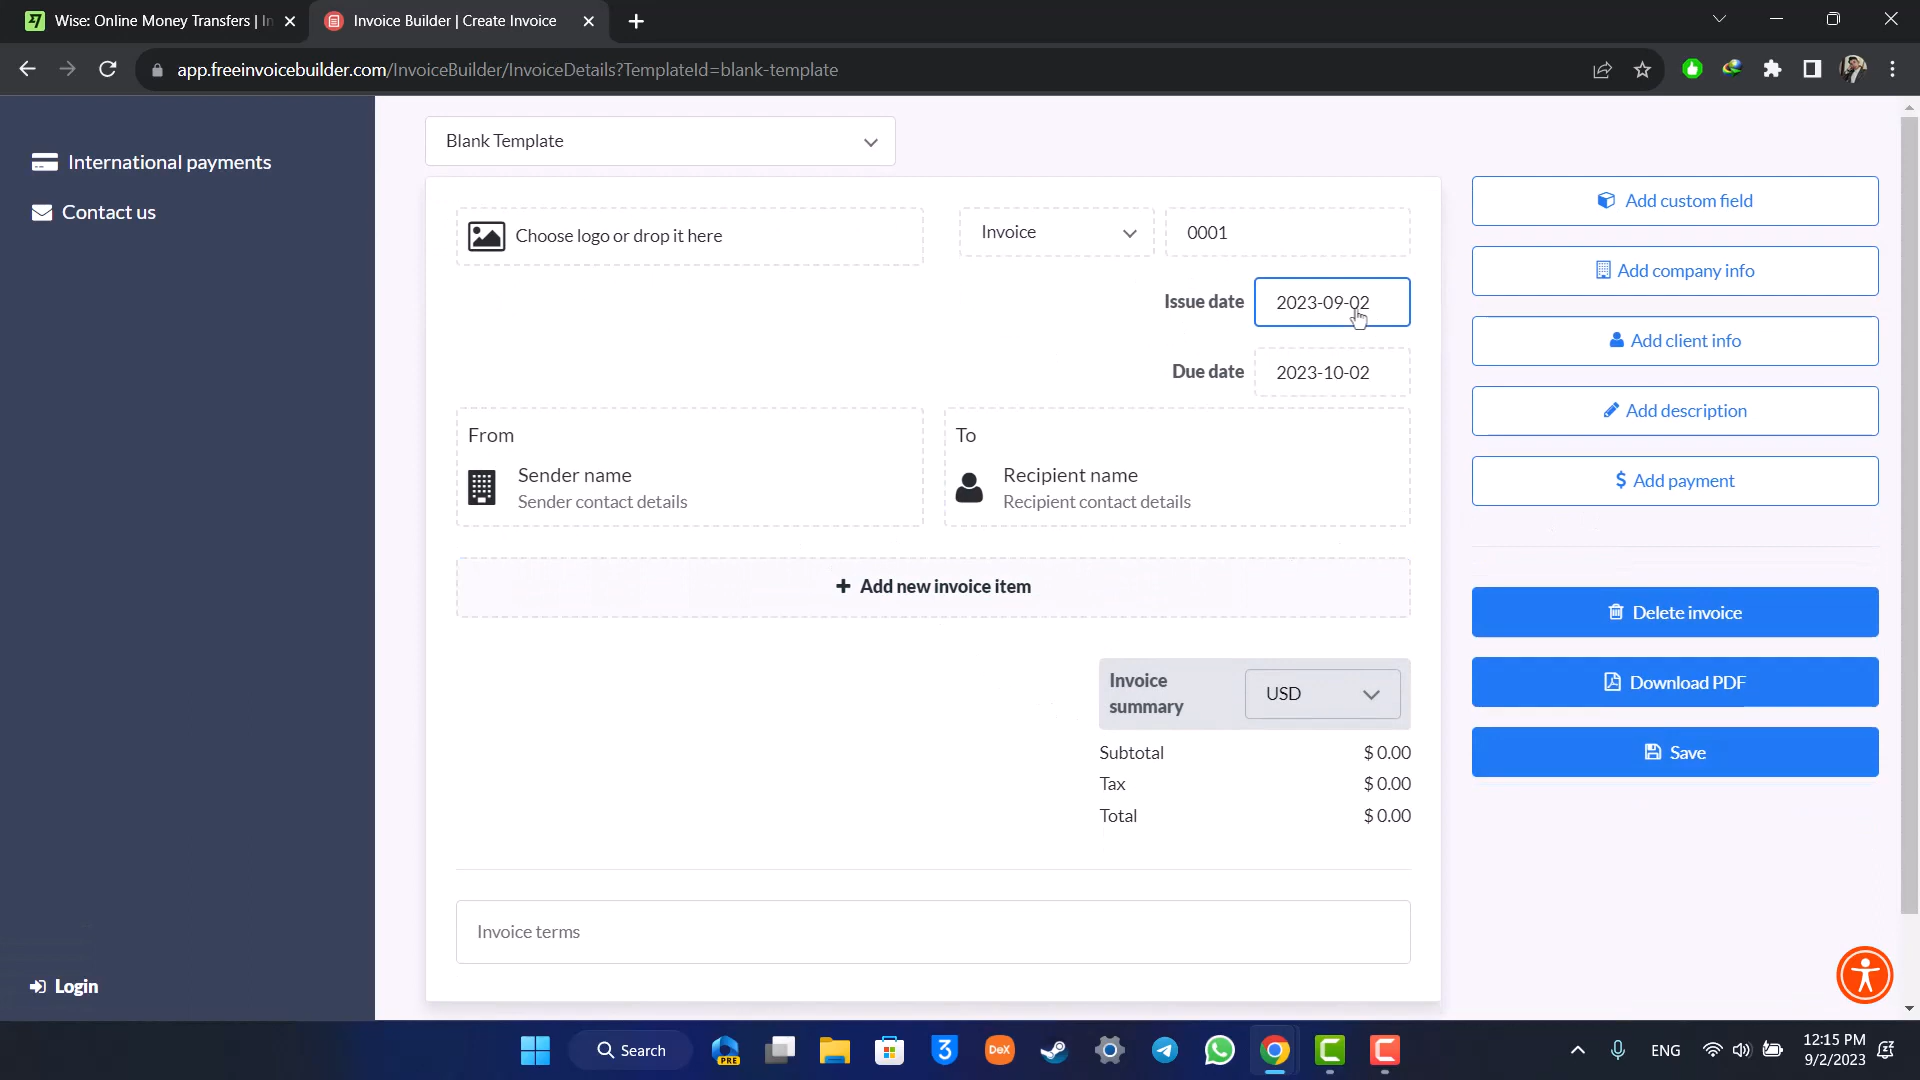 Wise: Online Money Transfers | In
Invoice Builder | Create Invoice
app.freeinvoicebuilder.com/InvoiceBuilder/InvoiceDetails?TemplateId=blank-template
International payments
Contact us
Login
Blank Template
Choose logo or drop it here
Invoice
0001
Issue date
2023-09-02
Due date
2023-10-02
From
Sender name
Sender contact details
To
Recipient name
Recipient contact details
+ Add new invoice item
Invoice
summary
USD
Subtotal $ 0.00
Tax $ 0.00
Total $ 0.00
Invoice terms
Add custom field
Add company info
Add client info
Add description
$ Add payment
Delete invoice
Download PDF
Save
Search
PRE
3
DeX
ENG
12:15 PM
9/2/2023